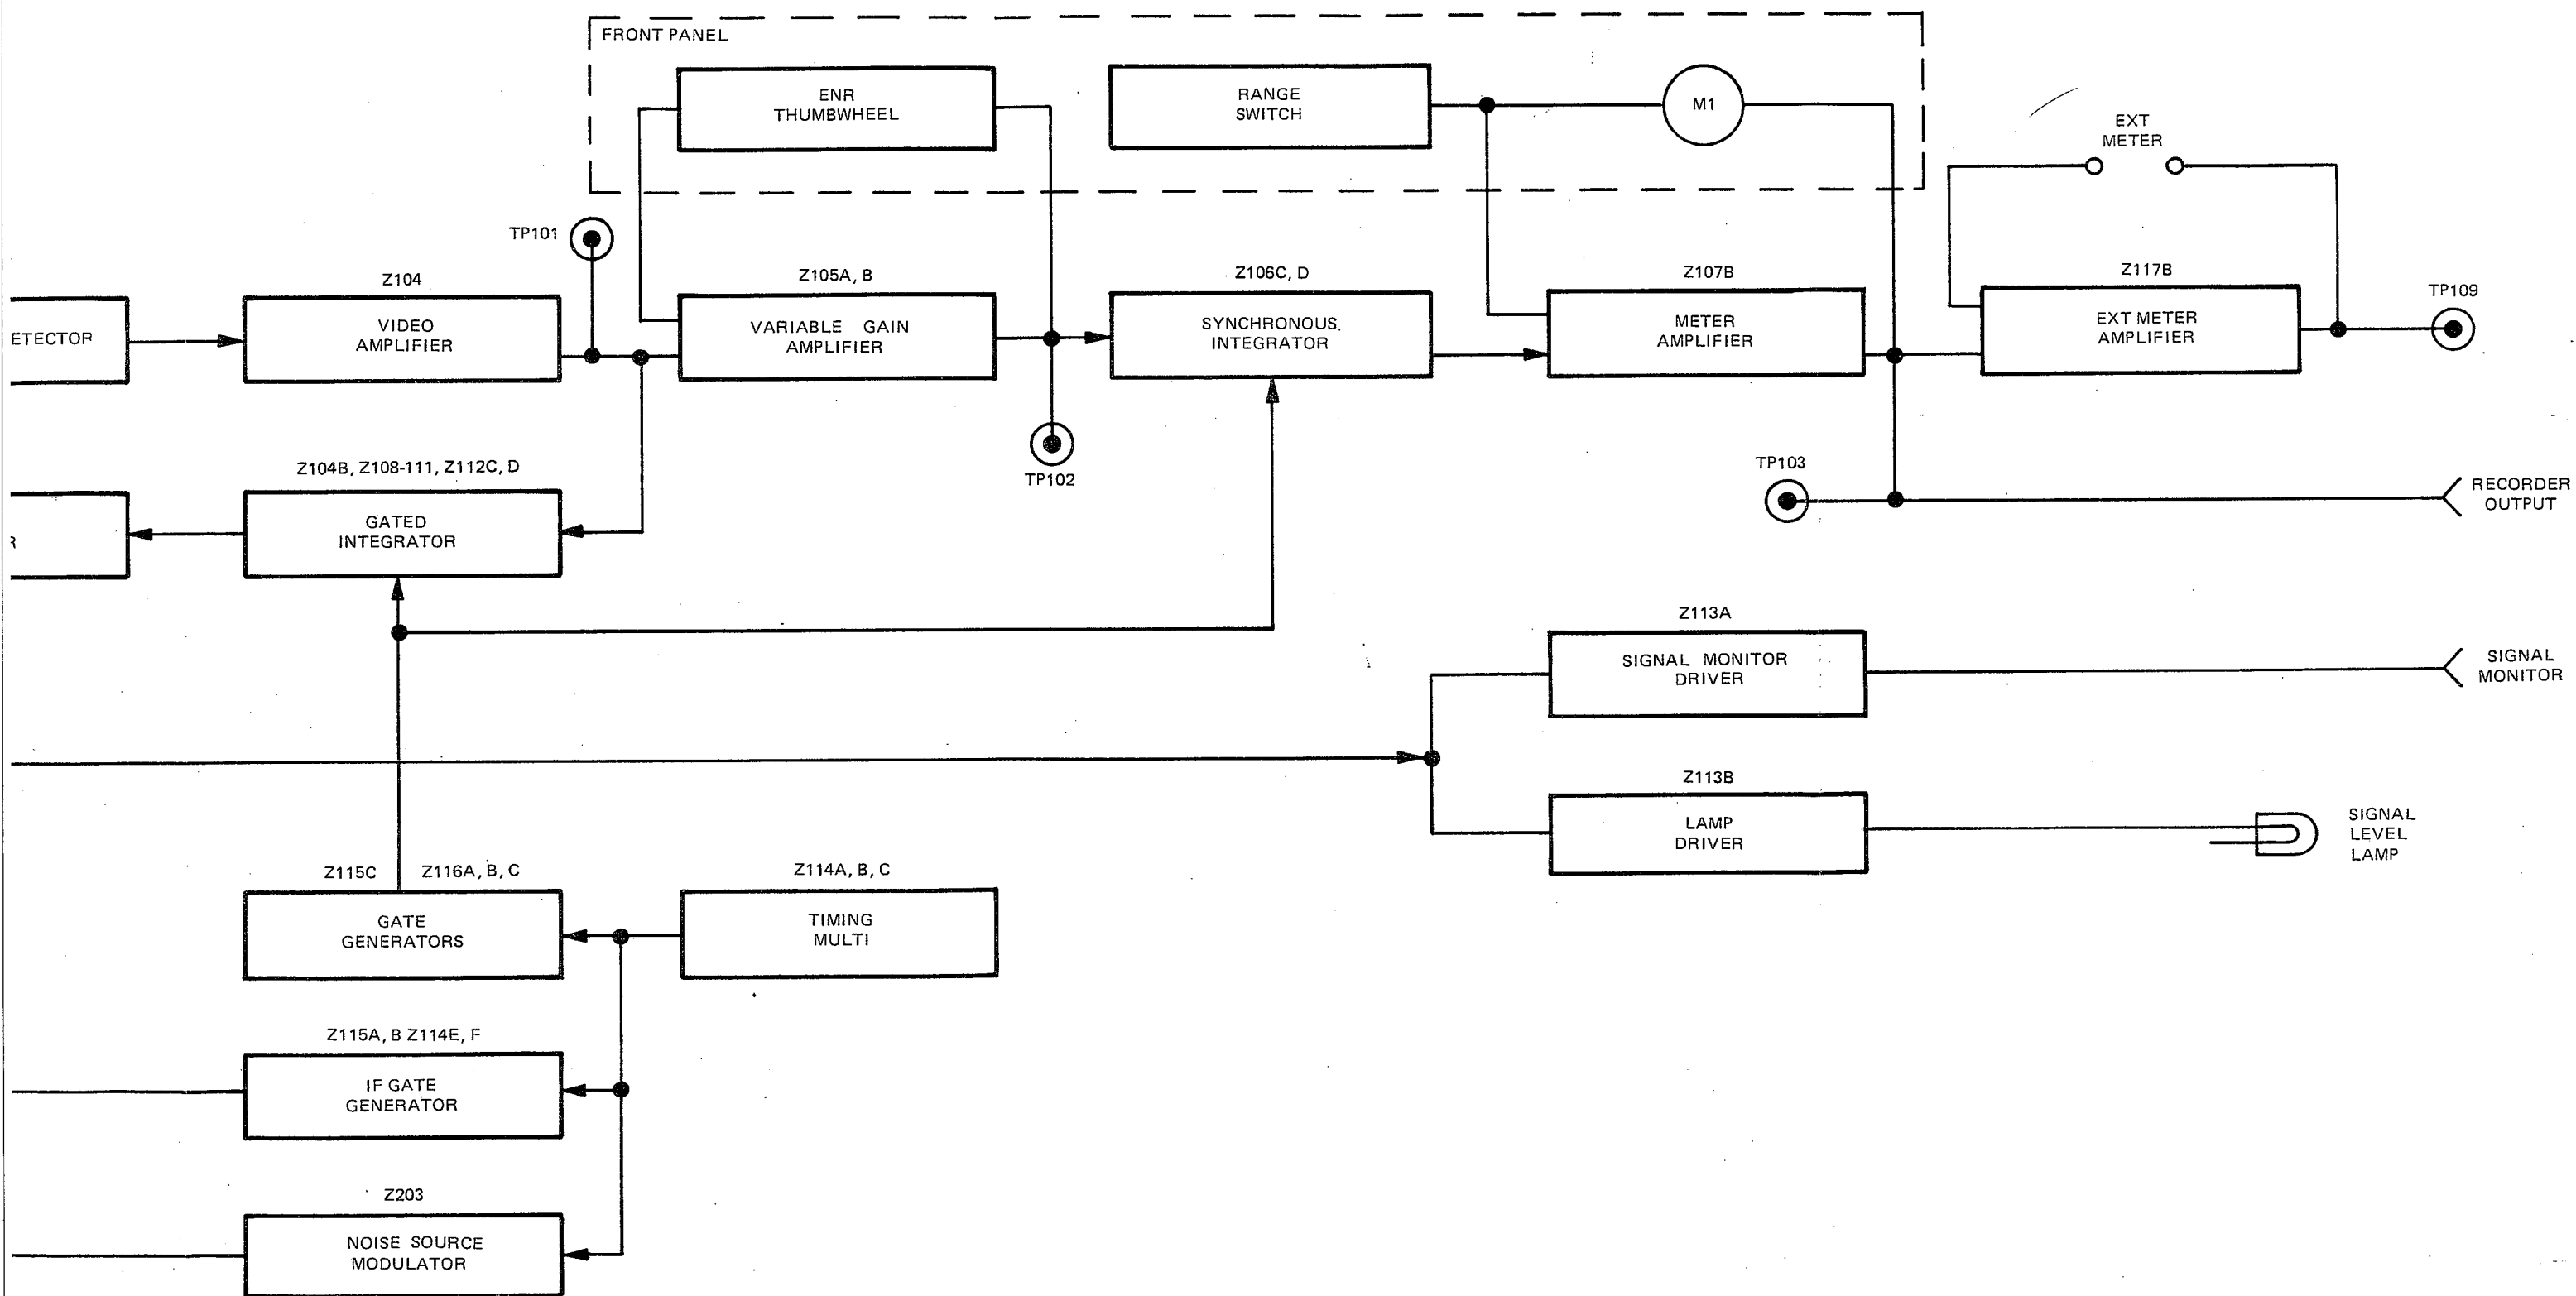 FRONT PANEL
ENR
THUMBWHEEL
RANGE
SWITCH
M1
EXT
METER
TP101
Z104
VIDEO
AMPLIFIER
Z105A, B
VARIABLE GAIN
AMPLIFIER
Z106C, D
SYNCHRONOUS
INTEGRATOR
Z107B
METER
AMPLIFIER
Z117B
EXT METER
AMPLIFIER
TP109
ETECTOR
TP102
TP103
RECORDER
OUTPUT
Z104B, Z108-111, Z112C, D
GATED
INTEGRATOR
R
Z113A
SIGNAL MONITOR
DRIVER
SIGNAL
MONITOR
Z113B
LAMP
DRIVER
SIGNAL
LEVEL
LAMP
Z115C Z116A, B, C
GATE
GENERATORS
Z114A, B, C
TIMING
MULTI
Z115A, B Z114E, F
IF GATE
GENERATOR
Z203
NOISE SOURCE
MODULATOR